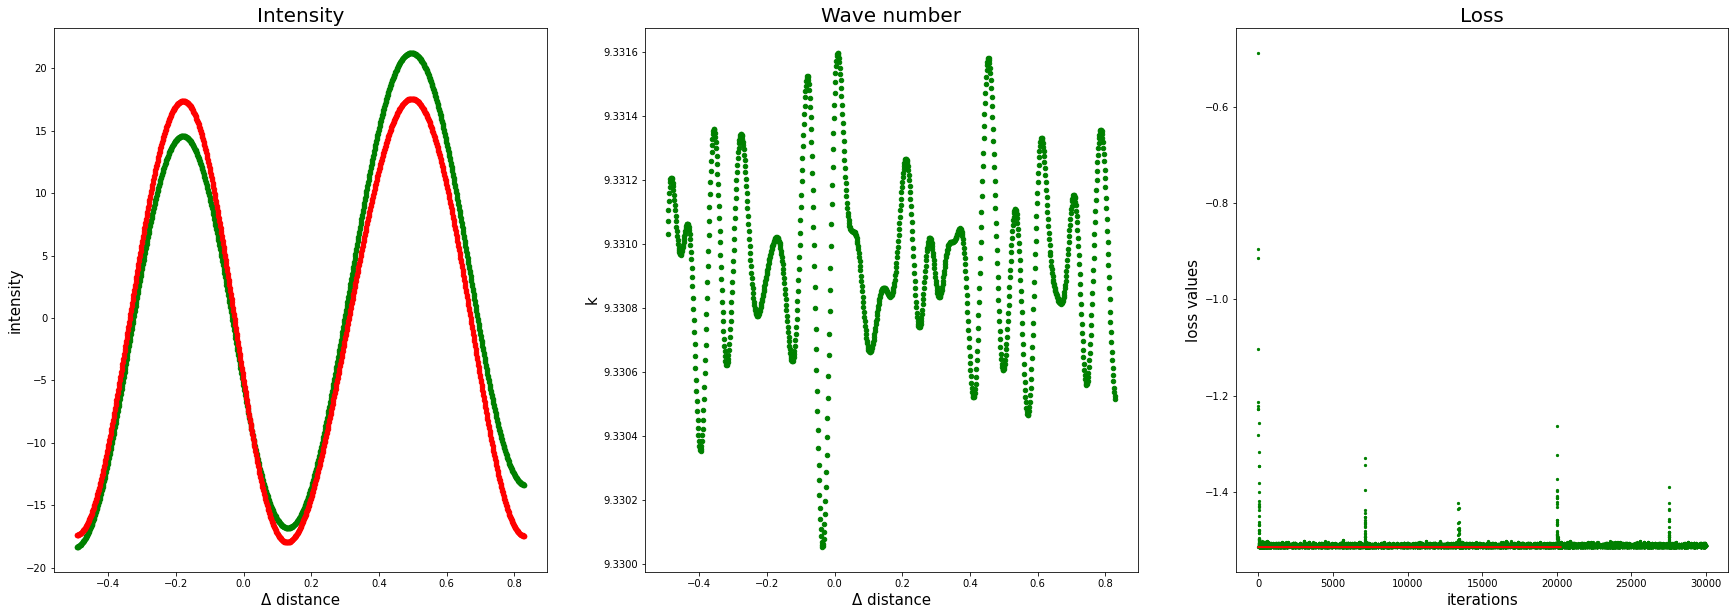 Intensity
intensity
20
15
10
5
0
−5
−10
−15
−20
−0.4 −0.2 0.0 0.2 0.4 0.6 0.8
Δ distance
Wave number
k
9.3316
9.3314
9.3312
9.3310
9.3308
9.3306
9.3304
9.3302
9.3300
−0.4 −0.2 0.0 0.2 0.4 0.6 0.8
Δ distance
Loss
loss values
−0.6
−0.8
−1.0
−1.2
−1.4
0 5000 10000 15000 20000 25000 30000
iterations